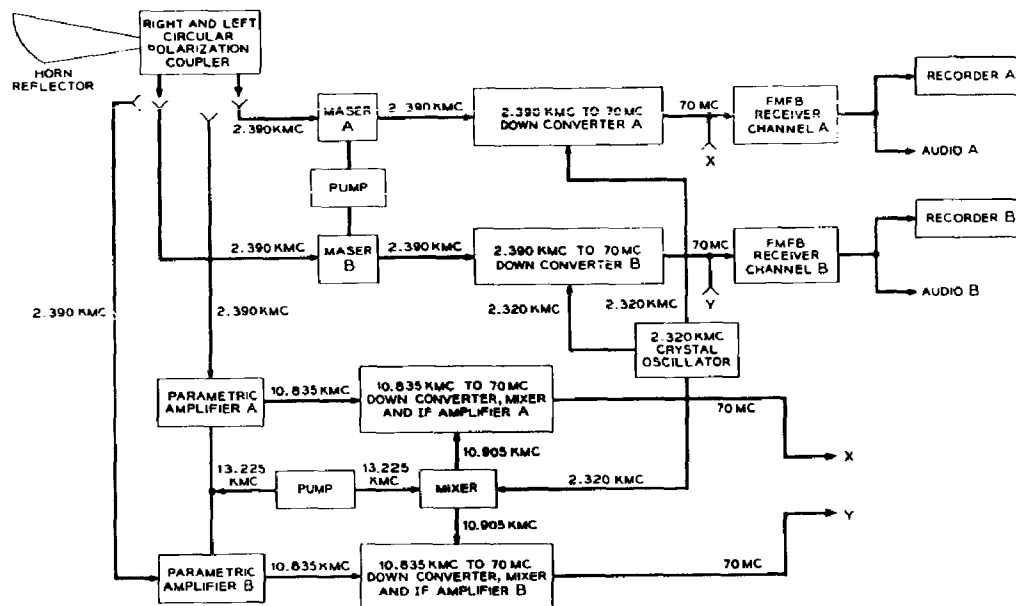 RIGHT AND LEFT
CIRCULAR
POLARIZATION
COUPLER
HORN
REFLECTOR
2.390 KMC
MASER
A
2.390 KMC
2.390 KMC TO 70 MC
DOWN CONVERTER A
70 MC
X
FMFB
RECEIVER
CHANNEL A
RECORDER A
AUDIO A
PUMP
2.390 KMC
MASER
B
2.390 KMC
2.390 KMC TO 70 MC
DOWN CONVERTER B
70 MC
Y
FMFB
RECEIVER
CHANNEL B
RECORDER B
AUDIO B
2.390 KMC
2.390 KMC
2.320 KMC
2.320 KMC
2.320 KMC
CRYSTAL
OSCILLATOR
PARAMETRIC
AMPLIFIER A
10.835 KMC
10.835 KMC TO 70 MC
DOWN CONVERTER, MIXER
AND IF AMPLIFIER A
70 MC
X
10.905 KMC
13.225
KMC
PUMP
13.225
KMC
MIXER
2.320 KMC
10.905 KMC
Y
PARAMETRIC
AMPLIFIER B
10.835 KMC
10.835 KMC TO 70 MC
DOWN CONVERTER, MIXER
AND IF AMPLIFIER B
70 MC